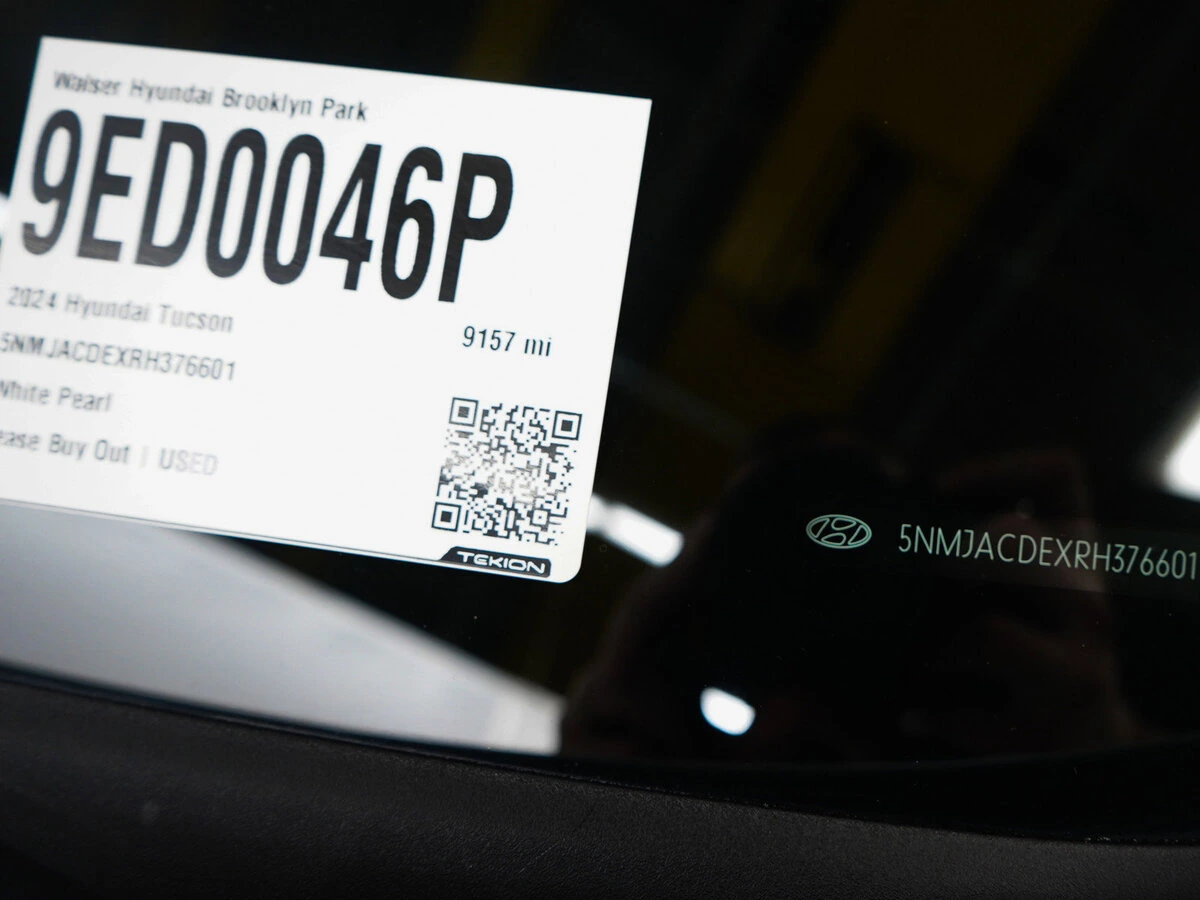 Walser Hyundai Brooklyn Park
9ED0046P
2024 Hyundai Tucson
9157 mi
5NMJACDEXRH376601
White Pearl
ease Buy Out | USED
TEKION
5NMJACDEXRH376601